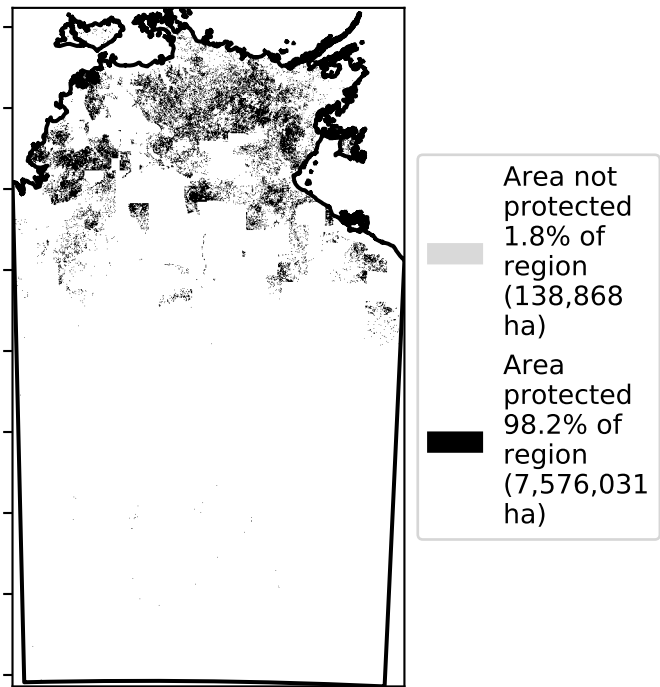 Area not
protected
1.8% of
region
(138,868
ha)
Area
protected
98.2% of
region
(7,576,031
ha)